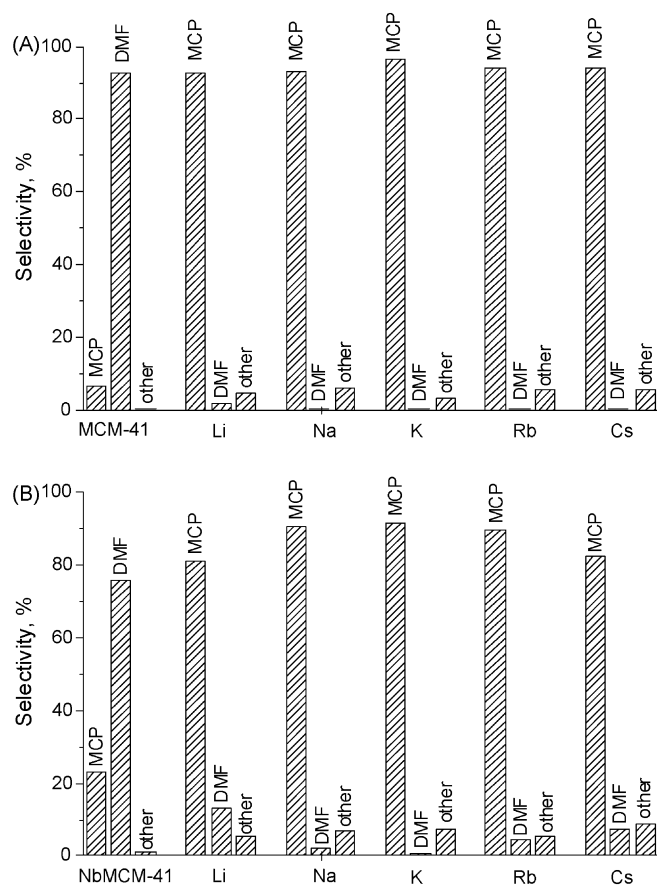 (A)
Selectivity, %
100
80
60
40
20
0
MCP
DMF
other
MCP
DMF
other
MCP
DMF
other
MCP
DMF
other
MCP
DMF
other
MCP
DMF
other
MCM-41 Li Na K Rb Cs
(B)
Selectivity, %
100
80
60
40
20
0
MCP
DMF
other
MCP
DMF
other
MCP
DMF
other
MCP
DMF
other
MCP
DMF
other
MCP
DMF
other
NbMCM-41 Li Na K Rb Cs